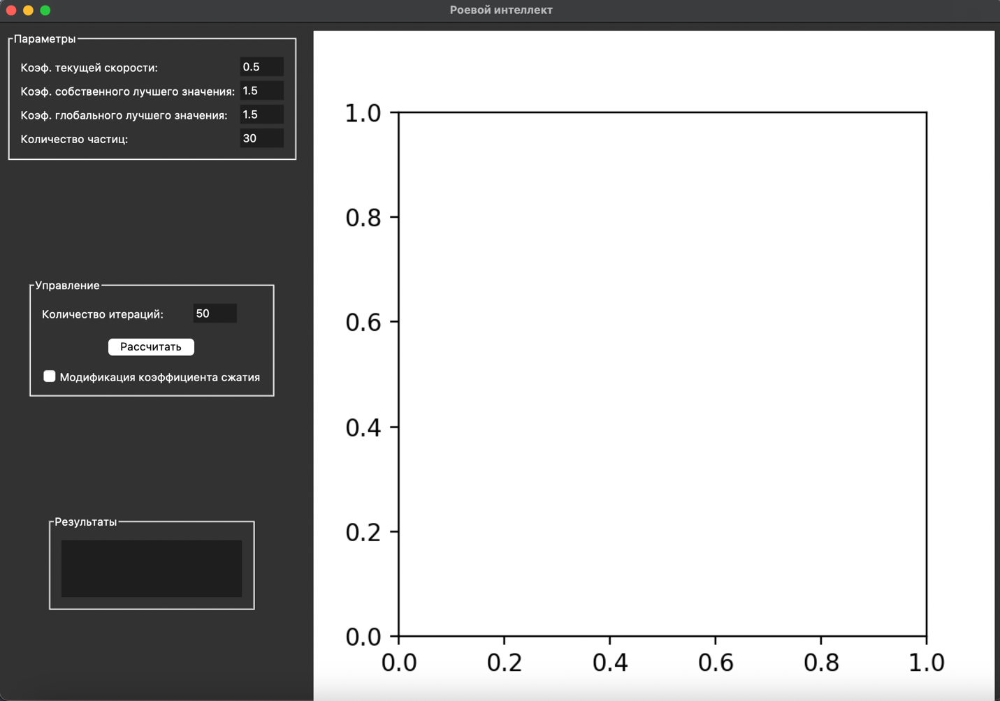 Роевой интеллект
Параметры
Коэф. текущей скорости: 0.5
Коэф. собственного лучшего значения: 1.5
Коэф. глобального лучшего значения: 1.5
Количество частиц: 30
Управление
Количество итераций: 50
Рассчитать
Модификация коэффициента сжатия
Результаты
1.0
0.8
0.6
0.4
0.2
0.0
0.0 0.2 0.4 0.6 0.8 1.0